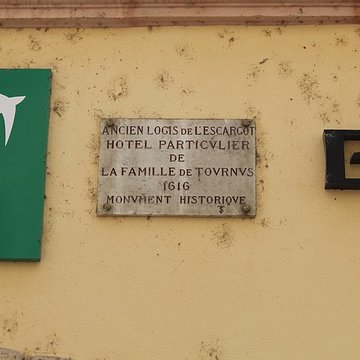 ANCIEN LOGIS DE L'ESCARGOT
HOTEL PARTICVLIER
DE
LA FAMILLE DE TOVRNVS
1616
MONVMENT HISTORIQVE